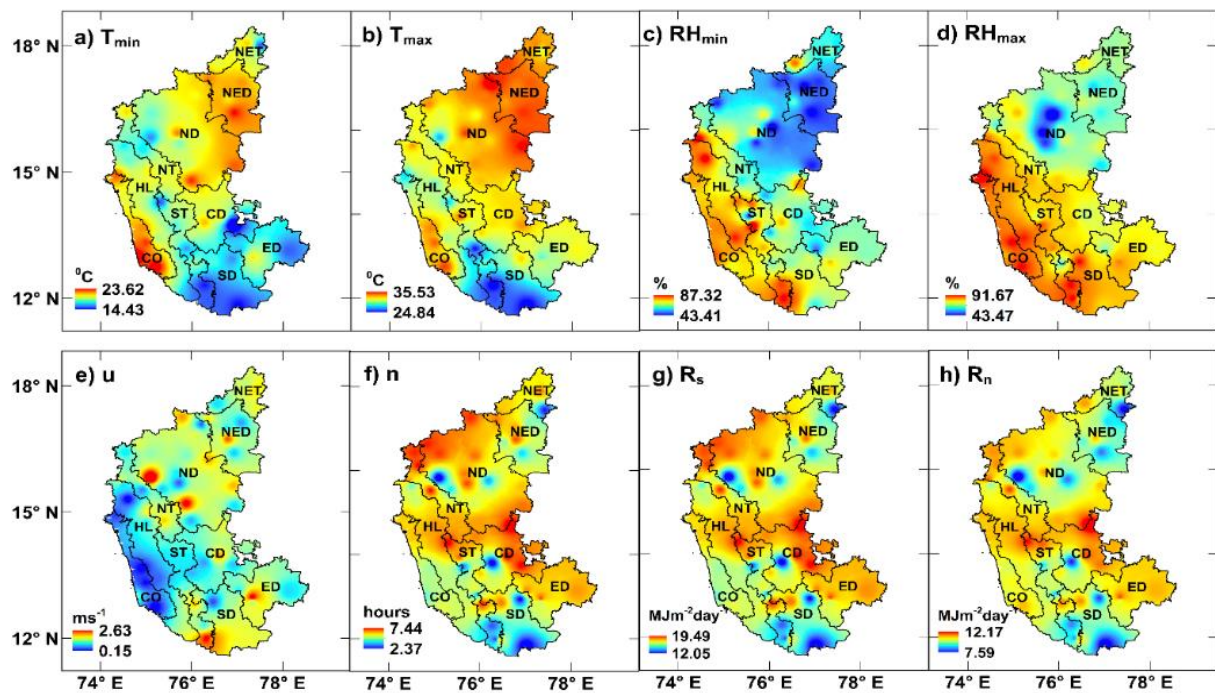 18° N
15° N
12° N
a) Tmin
NET
NED
ND
NT
HL
ST
CD
CO
SD
ED
⁰C
23.62
14.43
b) Tmax
NET
NED
ND
NT
HL
ST
CD
CO
SD
ED
⁰C
35.53
24.84
c) RHmin
NET
NED
ND
NT
HL
ST
CD
CO
SD
ED
%
87.32
43.41
d) RHmax
NET
NED
ND
NT
HL
ST
CD
CO
SD
ED
%
91.67
43.47
18° N
15° N
12° N
e) u
NET
NED
ND
NT
HL
ST
CD
CO
SD
ED
ms⁻¹
2.63
0.15
f) n
NET
NED
ND
NT
HL
ST
CD
CO
SD
ED
hours
7.44
2.37
g) Rs
NET
NED
ND
NT
HL
ST
CD
CO
SD
ED
MJm⁻²day⁻
19.49
12.05
h) Rn
NET
NED
ND
NT
HL
ST
CD
CO
SD
ED
MJm⁻²day⁻
12.17
7.59
74° E 76° E 78° E 74° E 76° E 78° E 74° E 76° E 78° E 74° E 76° E 78° E